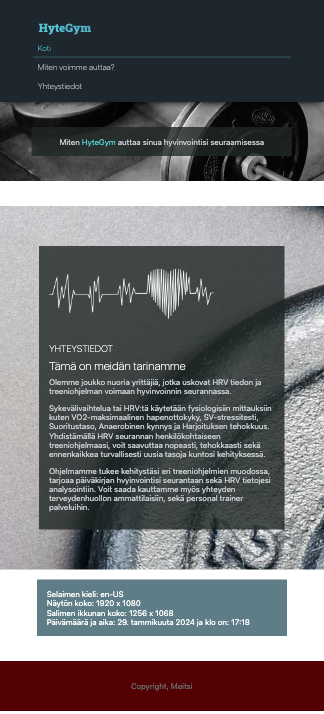 HyteGym
Koti
Miten voimme auttaa?
Yhteystiedot
Miten HyteGym auttaa sinua hyvinvointisi seuraamisessa
YHTEYSTIEDOT
Tämä on meidän tarinamme
Olemme joukko nuoria yrittäjiä, jotka uskovat HRV tiedon ja
treeniohjelman voimaan hyvinvoinnin seurannassa.
Sykevälivaihtelua tai HRV:tä käytetään fysiologisiin mittauksiin
kuten VO2-maksimaalinen hapenottokyky, SV-stressitesti,
Suoritustaso, Anaerobinen kynnys ja Harjoituksen tehokkuus.
Yhdistämällä HRV seurannan henkilökohtaiseen
treeniohjelmaasi, voit saavuttaa nopeasti, tehokkaasti sekä
ennenkaikkea turvallisesti uusia tasoja kuntosi kehityksessä.
Ohjelmamme tukee kehitystäsi eri treeniohjelmien muodossa,
tarjoaa päiväkirjan hyvinvointisi seurantaan sekä HRV tietojesi
analysointiin. Voit saada kauttamme myös yhteyden
terveydenhuollon ammattilaisiin, sekä personal trainer
palveluihin.
Selaimen kieli: en-US
Näytön koko: 1920 x 1080
Salimen ikkunan koko: 1256 x 1068
Päivämäärä ja aika: 29. tammikuuta 2024 ja klo on: 17:18
Copyright, Meitsi